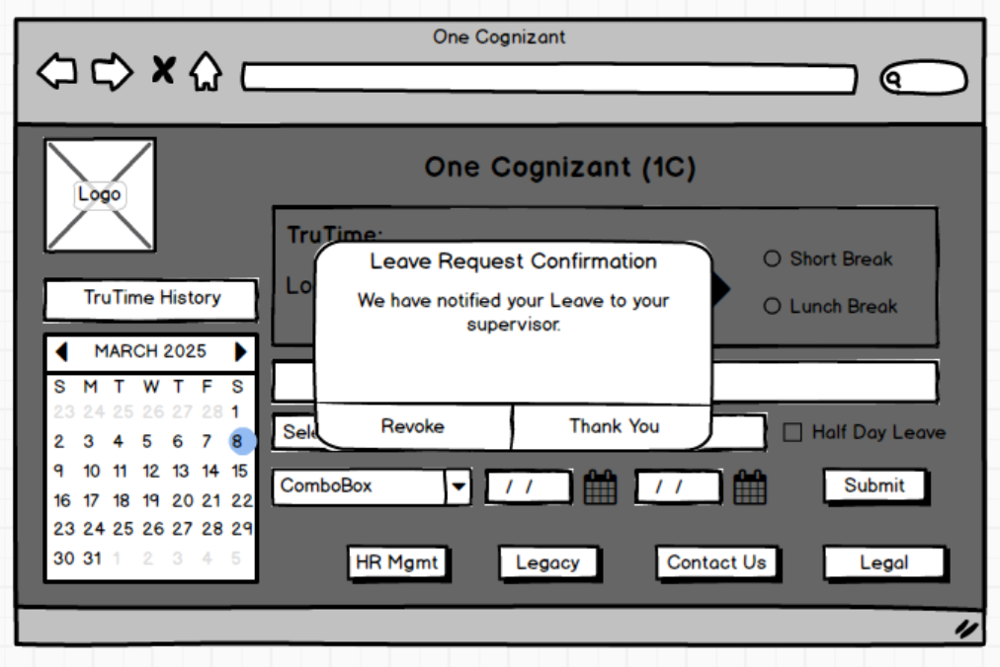 One Cognizant
Logo
One Cognizant (1C)
TruTime:
Lo
Short Break
Lunch Break
TruTime History
Leave Request Confirmation
We have notified your Leave to your
supervisor.
Revoke Thank You
MARCH 2025
S M T W T F S
23 24 25 26 27 28 1
2 3 4 5 6 7 8
9 10 11 12 13 14 15
16 17 18 19 20 21 22
23 24 25 26 27 28 29
30 31 1 2 3 4 5
Sele
Half Day Leave
ComboBox / / / / Submit
HR Mgmt Legacy Contact Us Legal